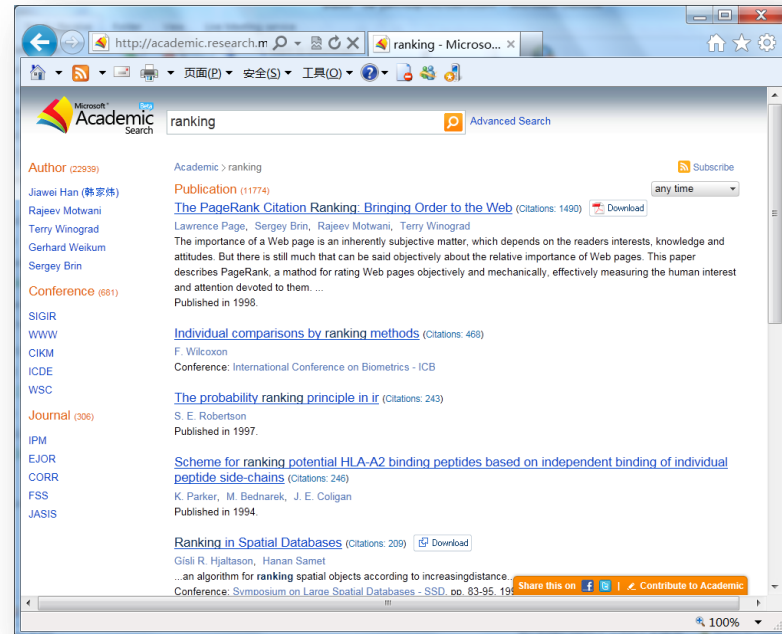 http://academic.research.m
ranking - Microso...
页面(P)
安全(S)
工具(O)
Microsoft
Beta
Academic
Search
ranking
Advanced Search
Author (22939)
Jiawei Han (韩家炜)
Rajeev Motwani
Terry Winograd
Gerhard Weikum
Sergey Brin
Conference (681)
SIGIR
WWW
CIKM
ICDE
WSC
Journal (306)
IPM
EJOR
CORR
FSS
JASIS
Academic > ranking
Subscribe
Publication (11774)
any time
The PageRank Citation Ranking: Bringing Order to the Web (Citations: 1490) Download
Lawrence Page, Sergey Brin, Rajeev Motwani, Terry Winograd
The importance of a Web page is an inherently subjective matter, which depends on the readers interests, knowledge and
attitudes. But there is still much that can be said objectively about the relative importance of Web pages. This paper
describes PageRank, a mathod for rating Web pages objectively and mechanically, effectively measuring the human interest
and attention devoted to them. ...
Published in 1998.
Individual comparisons by ranking methods (Citations: 468)
F. Wilcoxon
Conference: International Conference on Biometrics - ICB
The probability ranking principle in ir (Citations: 243)
S. E. Robertson
Published in 1997.
Scheme for ranking potential HLA-A2 binding peptides based on independent binding of individual
peptide side-chains (Citations: 246)
K. Parker, M. Bednarek, J. E. Coligan
Published in 1994.
Ranking in Spatial Databases (Citations: 209) Download
Gísli R. Hjaltason, Hanan Samet
...an algorithm for ranking spatial objects according to increasingdistance..
Conference: Symposium on Large Spatial Databases - SSD, pp. 83-95, 199
Share this on | Contribute to Academic
100%